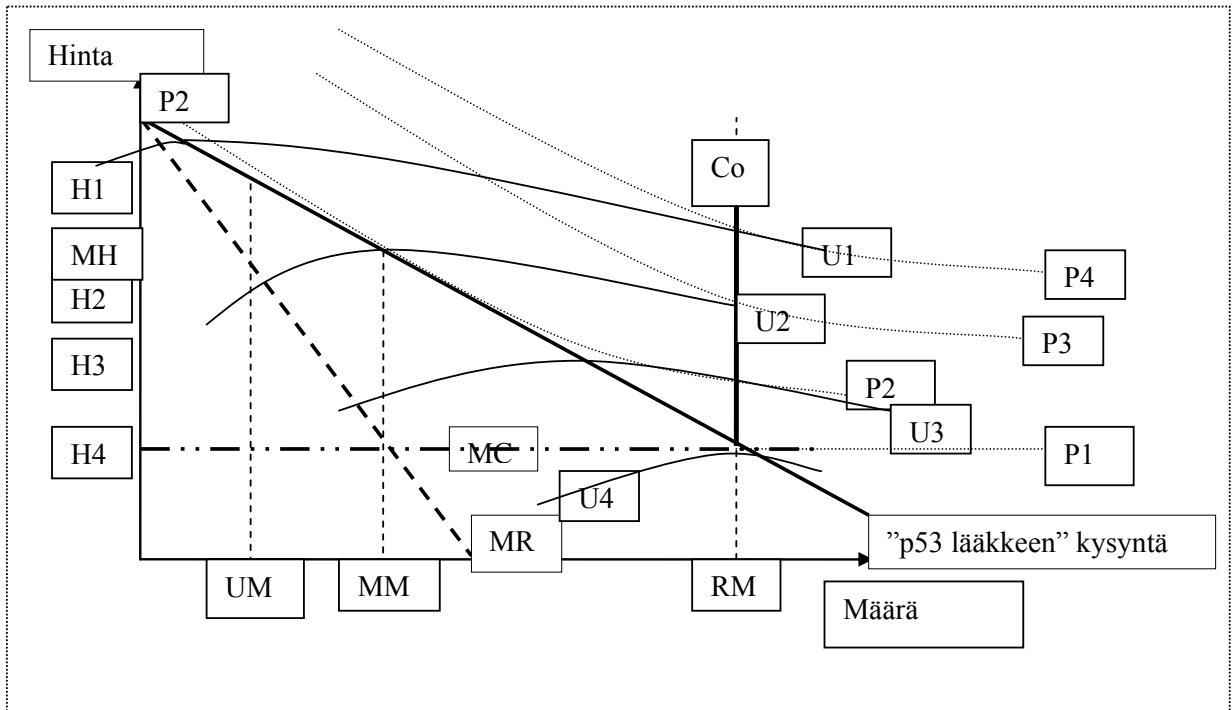 Hinta
P2
Co
H1
MH
H2
H3
H4
U1
P4
U2
P3
P2
U3
MC
P1
U4
MR
”p53 lääkkeen” kysyntä
UM
MM
RM
Määrä